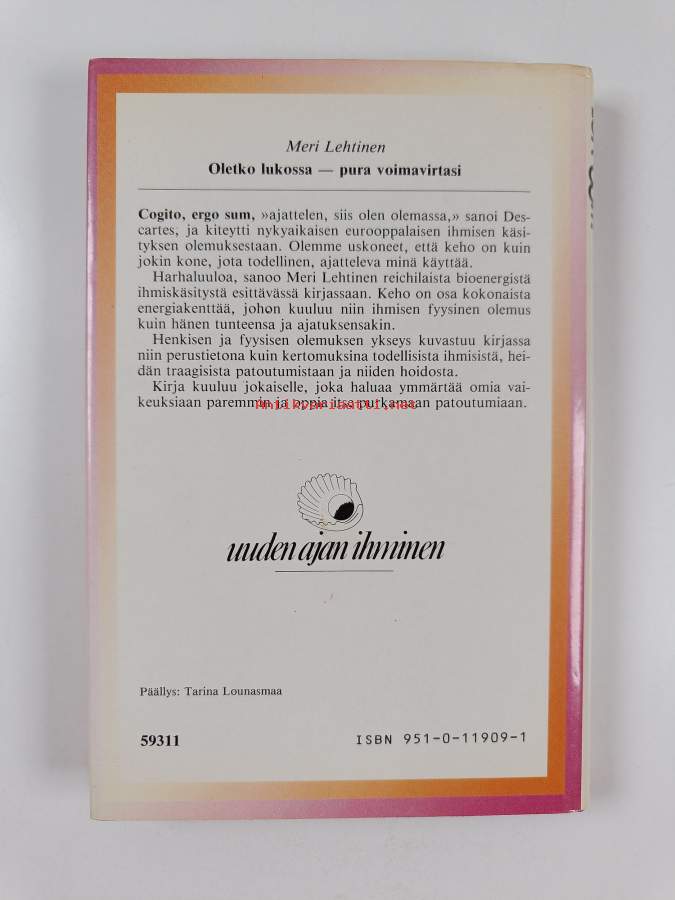 Meri Lehtinen
Oletko lukossa — pura voimavirtasi
Cogito, ergo sum, »ajattelen, siis olen olemassa,» sanoi Des-
cartes, ja kiteytti nykyaikaisen eurooppalaisen ihmisen käsi-
tyksen olemuksestaan. Olemme uskoneet, että keho on kuin
jokin kone, jota todellinen, ajatteleva minä käyttää.
Harhaluuloa, sanoo Meri Lehtinen reichilaista bioenergistä
ihmiskäsitystä esittävässä kirjassaan. Keho on osa kokonaista
energiakenttää, johon kuuluu niin ihmisen fyysinen olemus
kuin hänen tunteensa ja ajatuksensakin.
Henkisen ja fyysisen olemuksen ykseys kuvastuu kirjassa
niin perustietona kuin kertomuksina todellisista ihmisistä, hei-
dän traagisista patoutumistaan ja niiden hoidosta.
Kirja kuuluu jokaiselle, joka haluaa ymmärtää omia vai-
keuksiaan paremmin ja oppia itse purkamaan patoutumiaan.
Antikvariaatti.net
uuden ajan ihminen
Päällys: Tarina Lounasmaa
59311
ISBN 951-0-11909-1